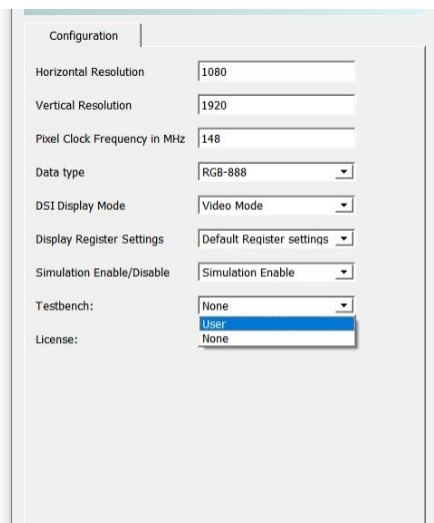 Configuration
Horizontal Resolution 1080
Vertical Resolution 1920
Pixel Clock Frequency in MHz 148
Data type RGB-888
DSI Display Mode Video Mode
Display Register Settings Default Register settings
Simulation Enable/Disable Simulation Enable
Testbench: None
User
License: None